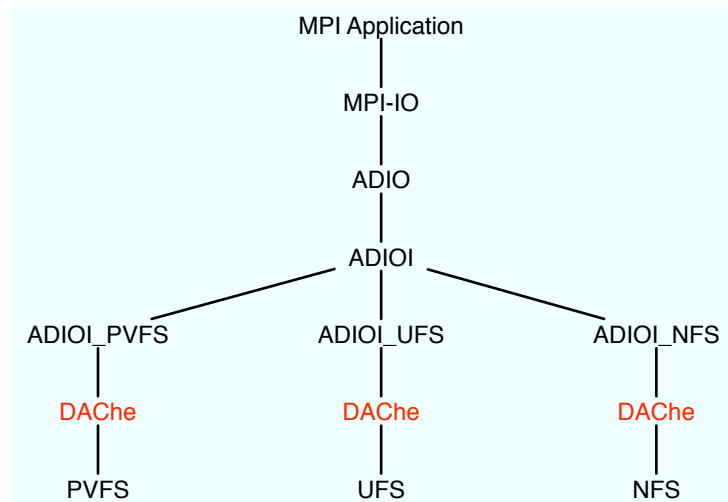 MPI Application
MPI-IO
ADIO
ADIOI
ADIOI_PVFS ADIOI_UFS ADIOI_NFS
DAChe DAChe DAChe
PVFS UFS NFS